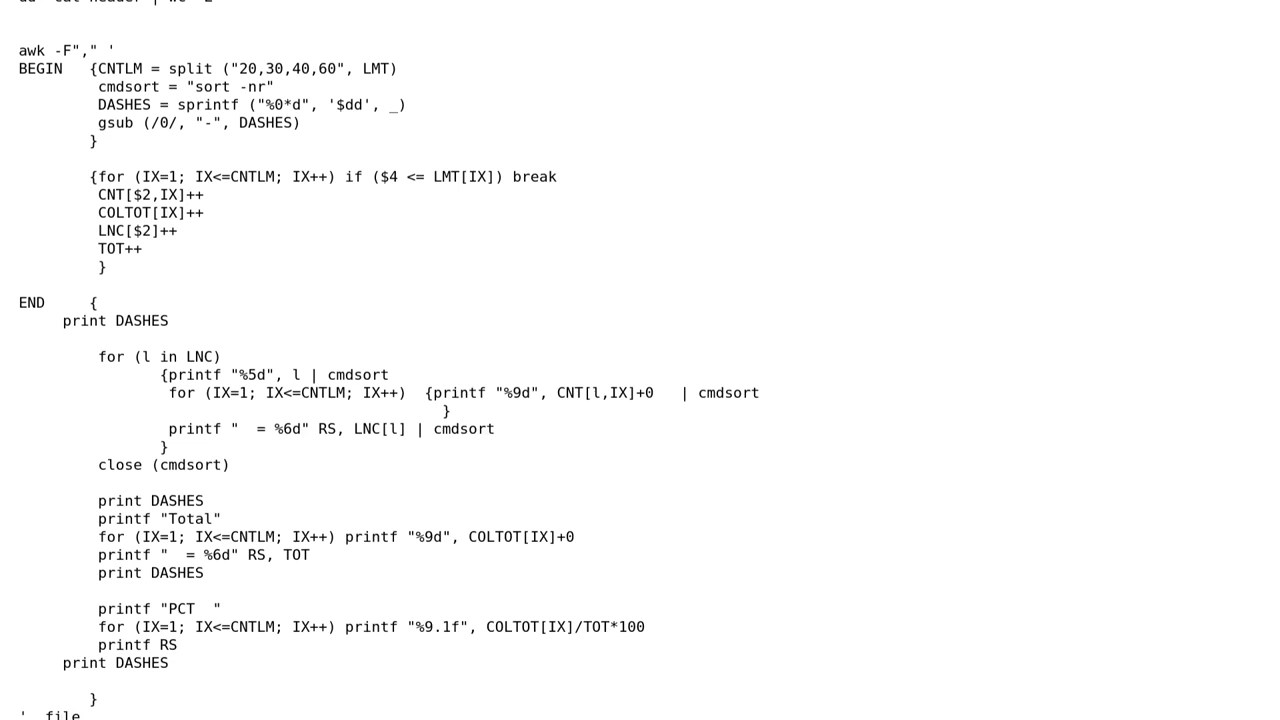 awk -F"," '
BEGIN   {CNTLM = split ("20,30,40,60", LMT)
         cmdsort = "sort -nr"
         DASHES = sprintf ("%0*d", '$dd', _)
         gsub (/0/, "-", DASHES)
        }

        {for (IX=1; IX<=CNTLM; IX++) if ($4 <= LMT[IX]) break
         CNT[$2,IX]++
         COLTOT[IX]++
         LNC[$2]++
         TOT++
         }

END     {
     print DASHES

         for (l in LNC)
                {printf "%5d", l | cmdsort
                 for (IX=1; IX<=CNTLM; IX++)  {printf "%9d", CNT[l,IX]+0   | cmdsort
                                                }
                 printf "  = %6d" RS, LNC[l] | cmdsort
                }
         close (cmdsort)

         print DASHES
         printf "Total"
         for (IX=1; IX<=CNTLM; IX++) printf "%9d", COLTOT[IX]+0
         printf "  = %6d" RS, TOT
         print DASHES

         printf "PCT  "
         for (IX=1; IX<=CNTLM; IX++) printf "%9.1f", COLTOT[IX]/TOT*100
         printf RS
     print DASHES

        }
'  file